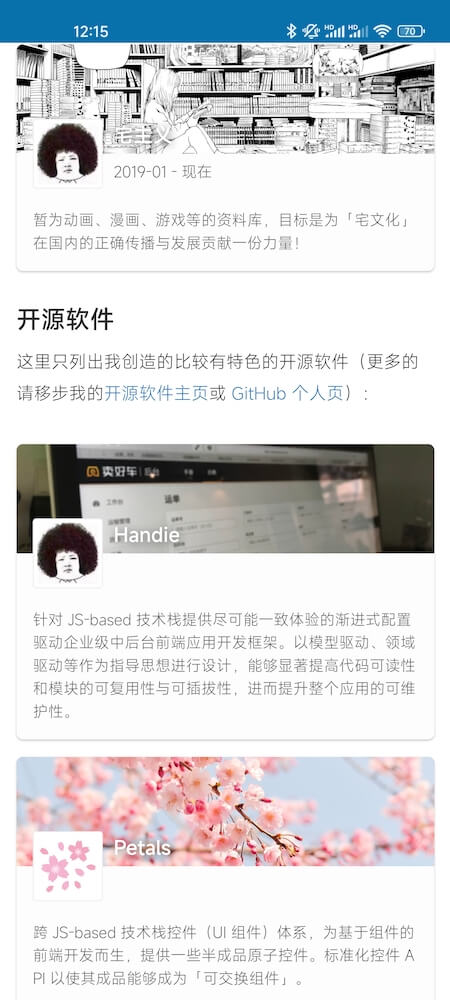 12:15
HD
HD
70
2019-01 - 现在
暂为动画、漫画、游戏等的资料库，目标是为「宅文化」
在国内的正确传播与发展贡献一份力量！
开源软件
这里只列出我创造的比较有特色的开源软件（更多的
请移步我的开源软件主页或 GitHub 个人页）：
卖好车 后台
工作台
运单
Handie
针对 JS-based 技术栈提供尽可能一致体验的渐进式配置
驱动企业级中后台前端应用开发框架。以模型驱动、领域
驱动等作为指导思想进行设计，能够显著提高代码可读性
和模块的可复用性与可插拔性，进而提升整个应用的可维
护性。
Petals
跨 JS-based 技术栈控件（UI 组件）体系，为基于组件的
前端开发而生，提供一些半成品原子控件。标准化控件 A
PI 以使其成品能够成为「可交换组件」。